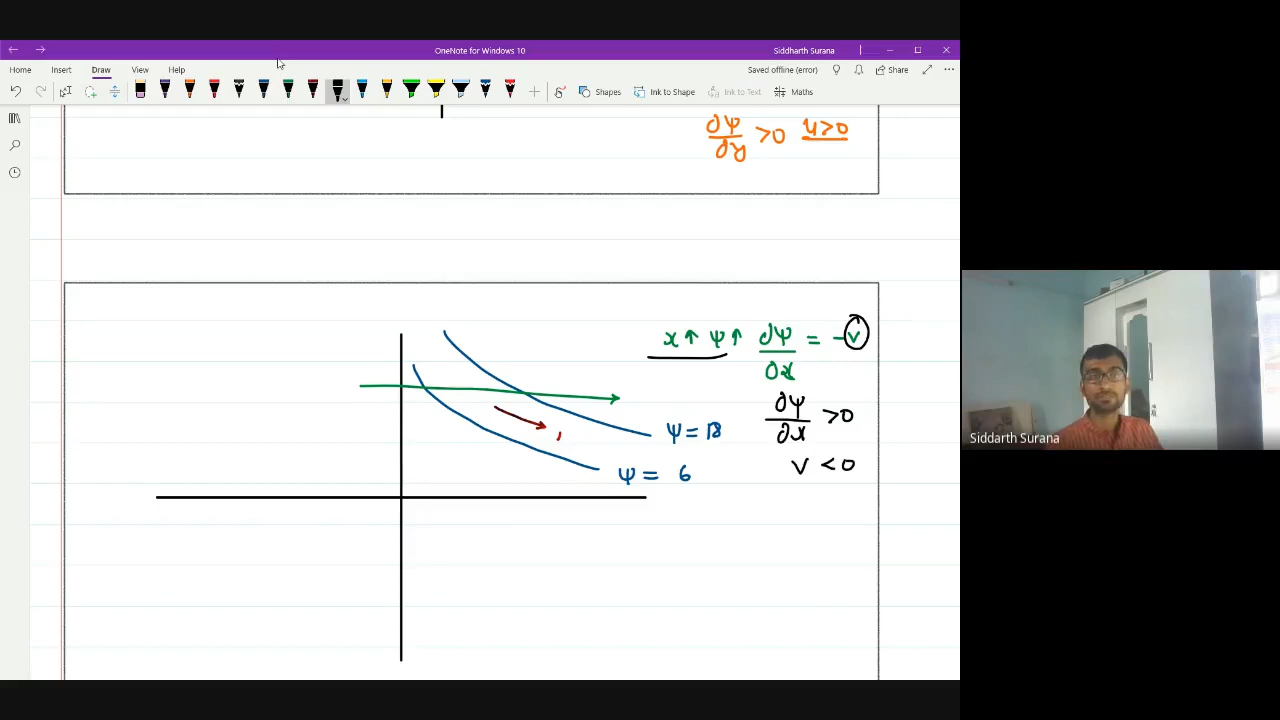 OneNote for Windows 10
Siddharth Surana
Home Insert Draw View Help
Saved offline (error)
Share
Shapes
Ink to Shape
Ink to Text
Maths
∂Ψ/∂y >0 u>0
x↑ Ψ↑ ∂Ψ/∂x = -v
∂Ψ/∂x >0
Ψ = 18
v <0
Ψ = 6
Siddarth Surana